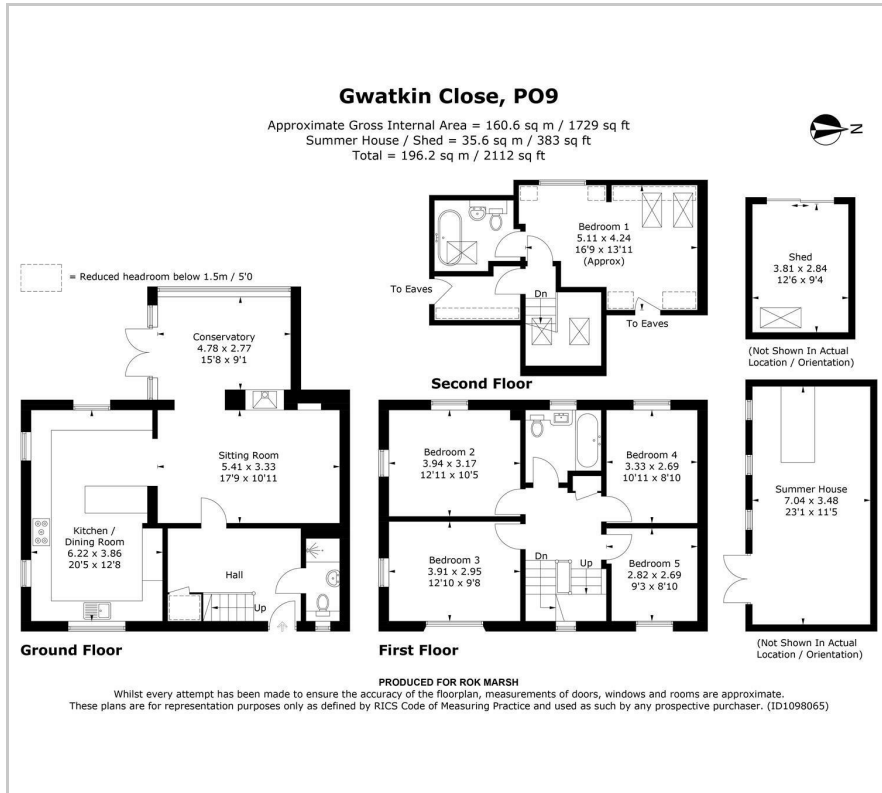 Gwatkin Close, PO9
Approximate Gross Internal Area = 160.6 sq m / 1729 sq ft
Summer House / Shed = 35.6 sq m / 383 sq ft
Total = 196.2 sq m / 2112 sq ft
N
= Reduced headroom below 1.5m / 5'0
Bedroom 1
5.11 x 4.24
16'9 x 13'11
(Approx)
To Eaves
Dn
To Eaves
Second Floor
Shed
3.81 x 2.84
12'6 x 9'4
(Not Shown In Actual
Location / Orientation)
Conservatory
4.78 x 2.77
15'8 x 9'1
Sitting Room
5.41 x 3.33
17'9 x 10'11
Kitchen /
Dining Room
6.22 x 3.86
20'5 x 12'8
Hall
Up
Ground Floor
Bedroom 2
3.94 x 3.17
12'11 x 10'5
Bedroom 4
3.33 x 2.69
10'11 x 8'10
Bedroom 3
3.91 x 2.95
12'10 x 9'8
Dn
Up
Bedroom 5
2.82 x 2.69
9'3 x 8'10
First Floor
Summer House
7.04 x 3.48
23'1 x 11'5
(Not Shown In Actual
Location / Orientation)
PRODUCED FOR ROK MARSH
Whilst every attempt has been made to ensure the accuracy of the floorplan, measurements of doors, windows and rooms are approximate.
These plans are for representation purposes only as defined by RICS Code of Measuring Practice and used as such by any prospective purchaser. (ID1098065)